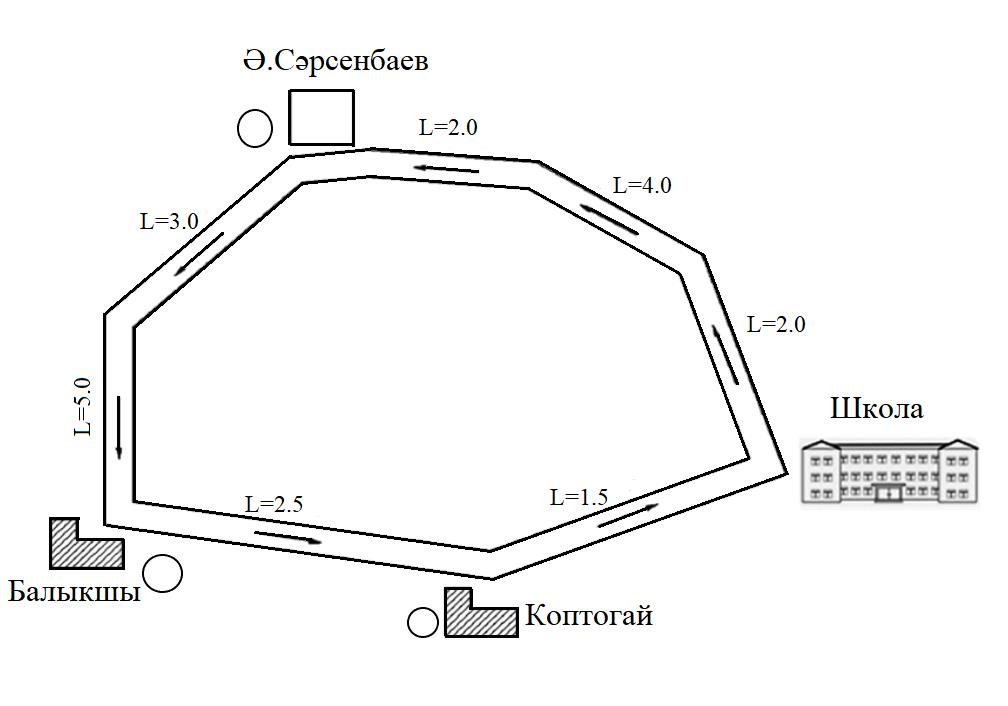 Ә.Сәрсенбаев
L=2.0
L=4.0
L=3.0
L=2.0
L=5.0
Школа
L=2.5
L=1.5
Балыкшы
Коптогай